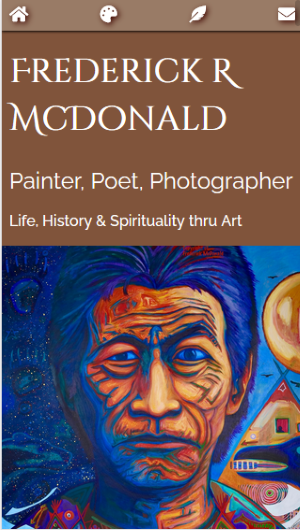 Frederick R
McDonald
Painter, Poet, Photographer
Life, History & Spirituality thru Art